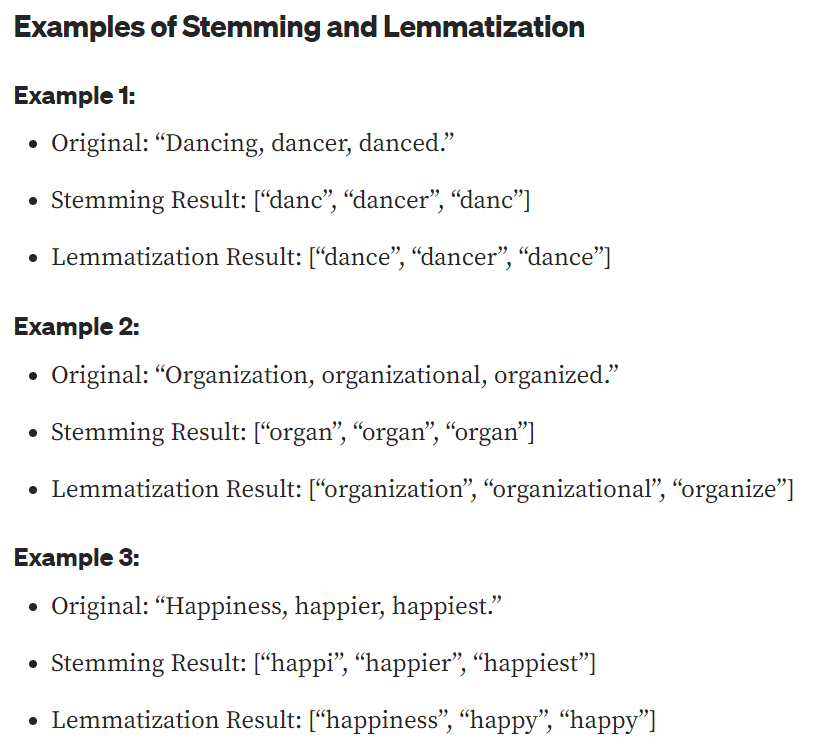 Examples of Stemming and Lemmatization
Example 1:
• Original: “Dancing, dancer, danced.”
• Stemming Result: [“danc”, “dancer”, “danc”]
• Lemmatization Result: [“dance”, “dancer”, “dance”]
Example 2:
• Original: “Organization, organizational, organized.”
• Stemming Result: [“organ”, “organ”, “organ”]
• Lemmatization Result: [“organization”, “organizational”, “organize”]
Example 3:
• Original: “Happiness, happier, happiest.”
• Stemming Result: [“happi”, “happier”, “happiest”]
• Lemmatization Result: [“happiness”, “happy”, “happy”]